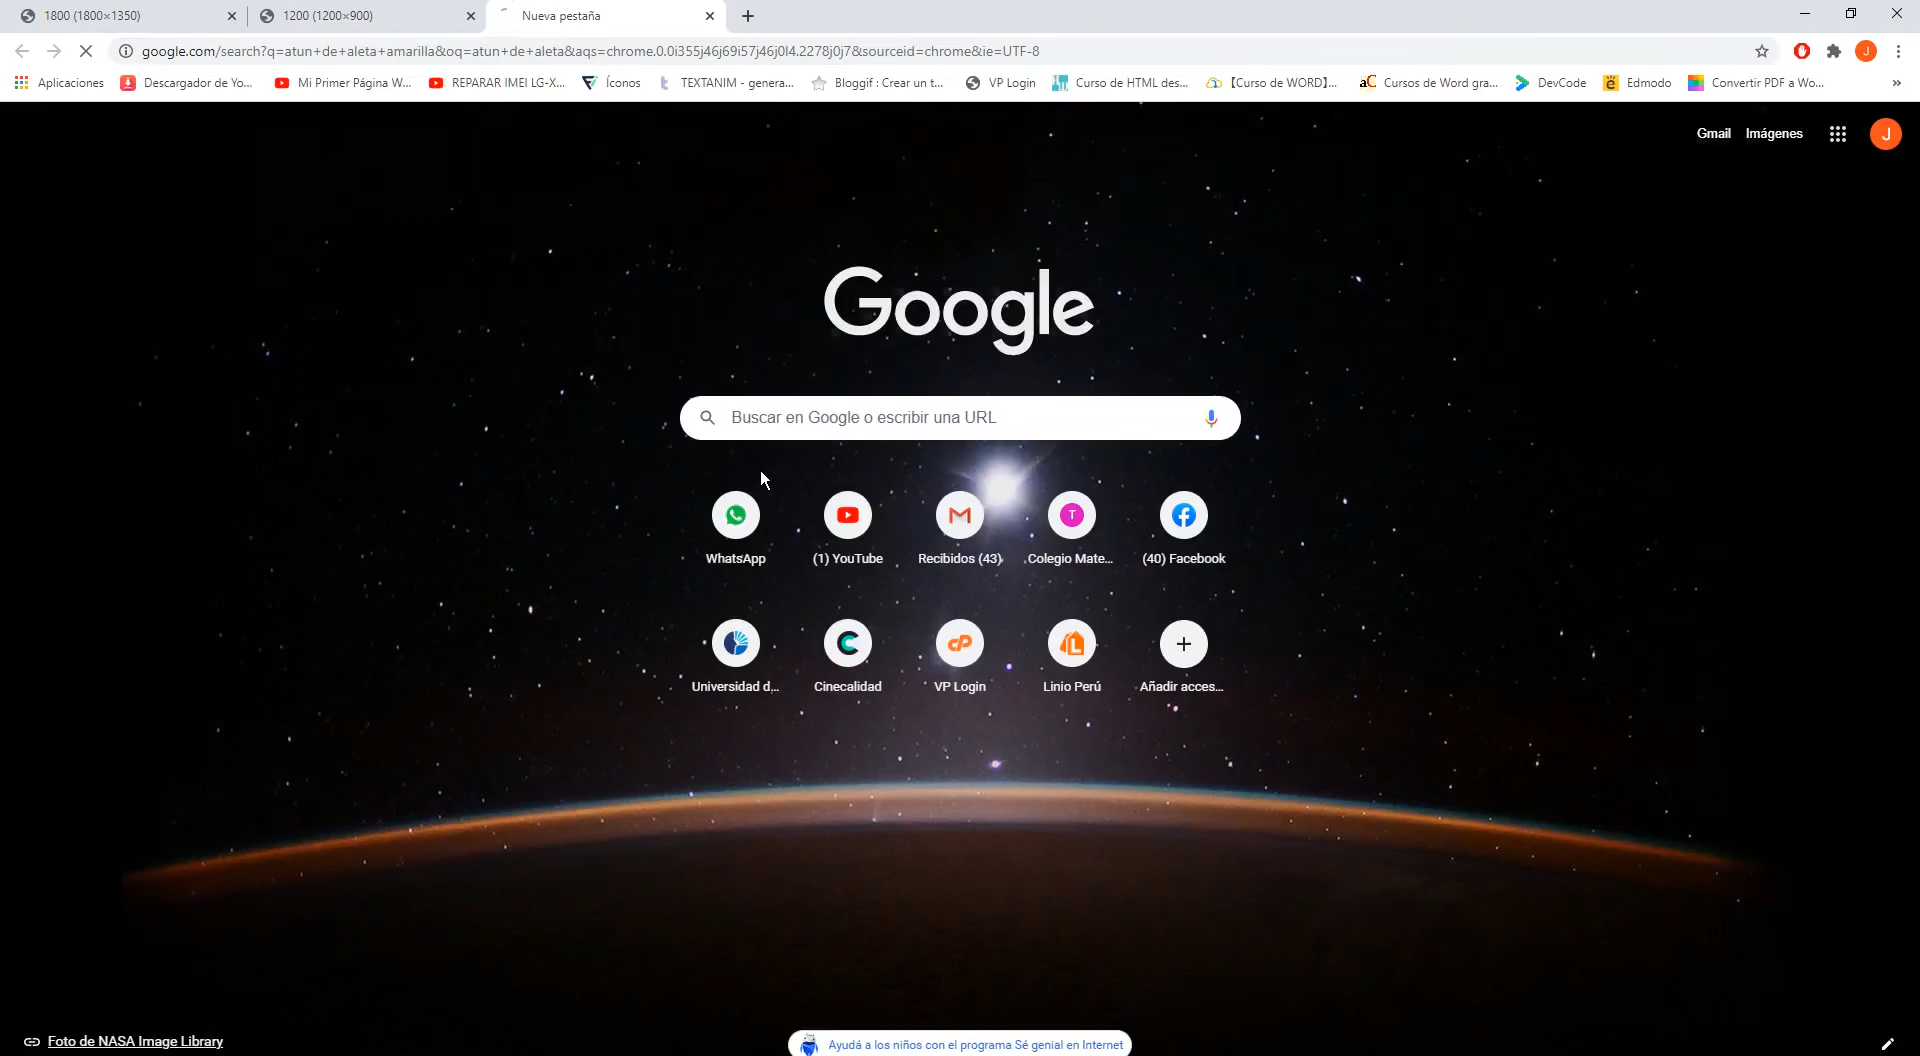 1800 (1800×1350)
1200 (1200×900)
Nueva pestaña
google.com/search?q=atun+de+aleta+amarilla&oq=atun+de+aleta&aqs=chrome.0.0i355j46j69i57j46j0l4.2278j0j7&sourceid=chrome&ie=UTF-8
J
Aplicaciones
Descargador de Yo...
Mi Primer Página W...
REPARAR IMEI LG-X...
Íconos
TEXTANIM - genera...
Bloggif : Crear un t...
VP Login
Curso de HTML des...
【Curso de WORD】...
Cursos de Word gra...
DevCode
Edmodo
Convertir PDF a Wo...
»
Gmail
Imágenes
J
Google
Buscar en Google o escribir una URL
T
WhatsApp
(1) YouTube
Recibidos (43)
Colegio Mate...
(40) Facebook
Universidad d...
Cinecalidad
VP Login
Linio Perú
Añadir acces...
Foto de NASA Image Library
Ayudá a los niños con el programa Sé genial en Internet